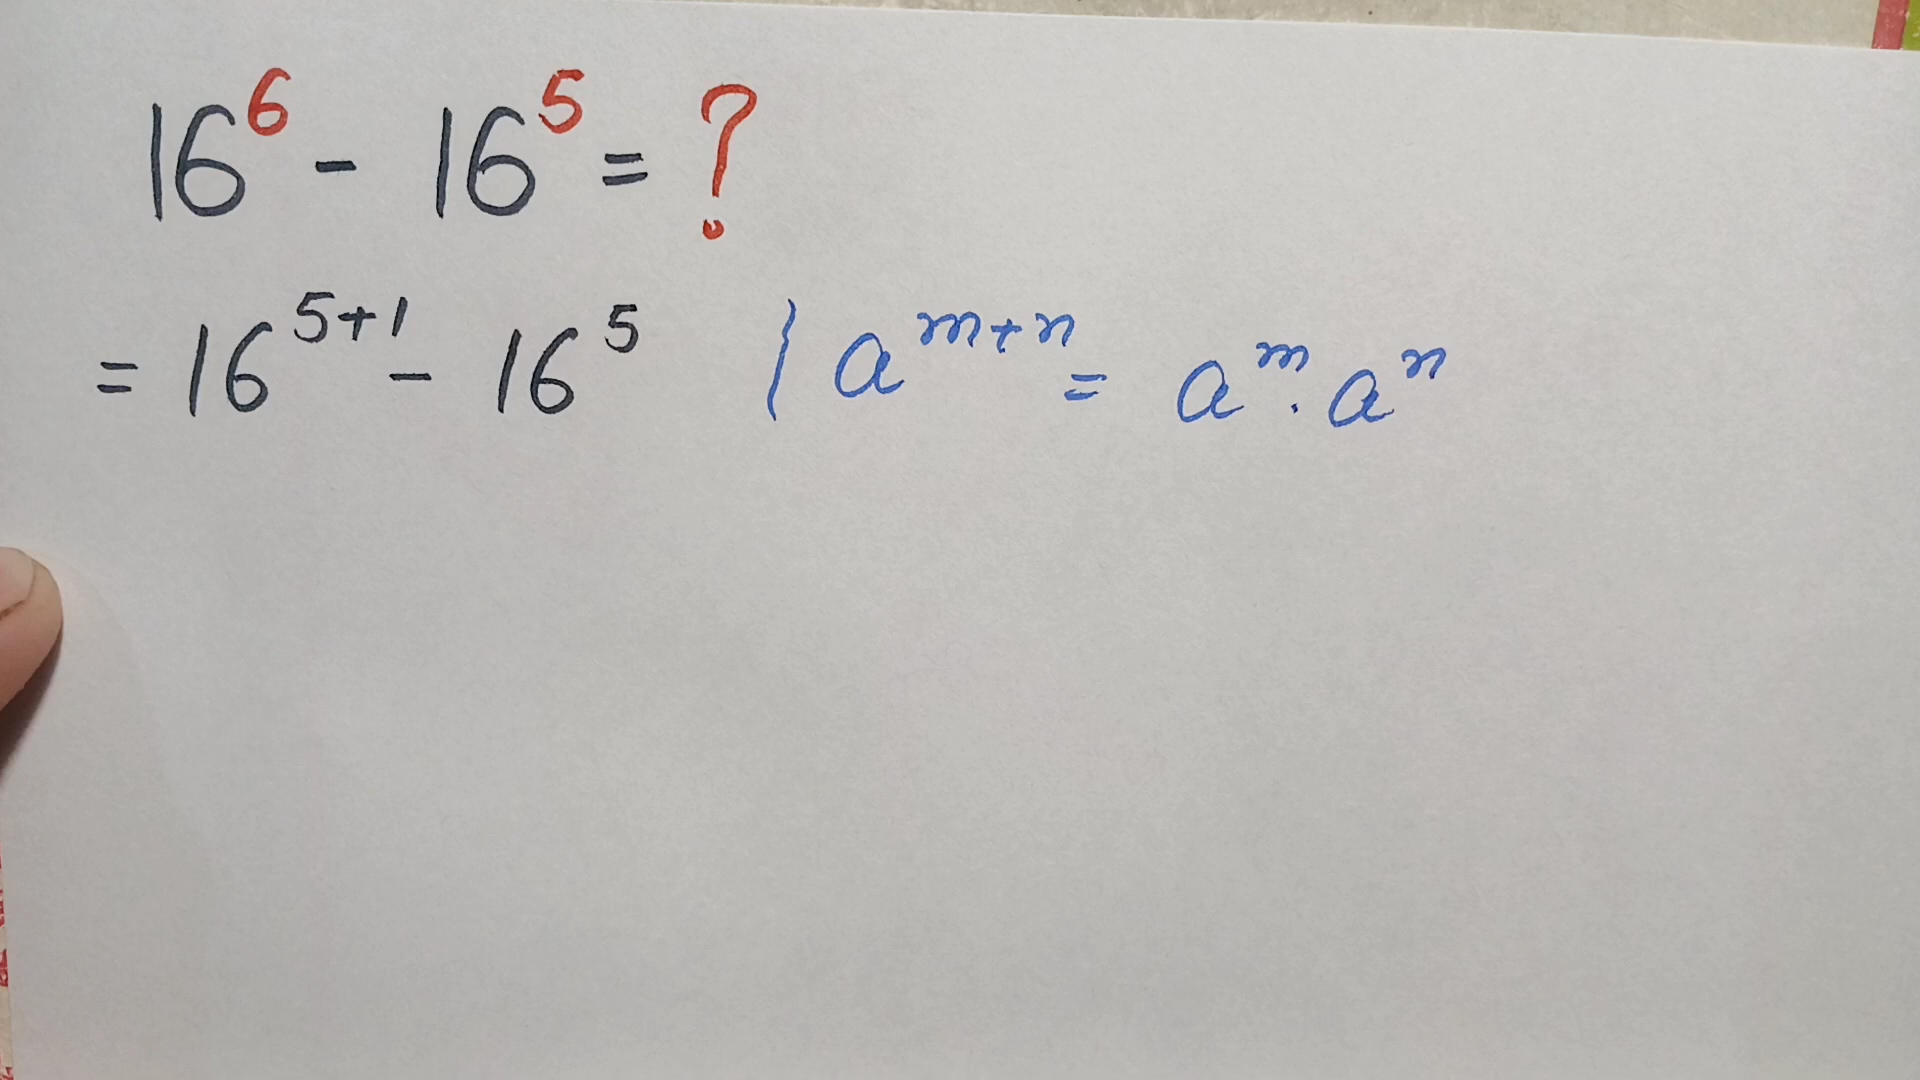 16⁶ - 16⁵ = ?
= 16⁵⁺¹ - 16⁵ | aᵐ⁺ⁿ = aᵐ . aⁿ